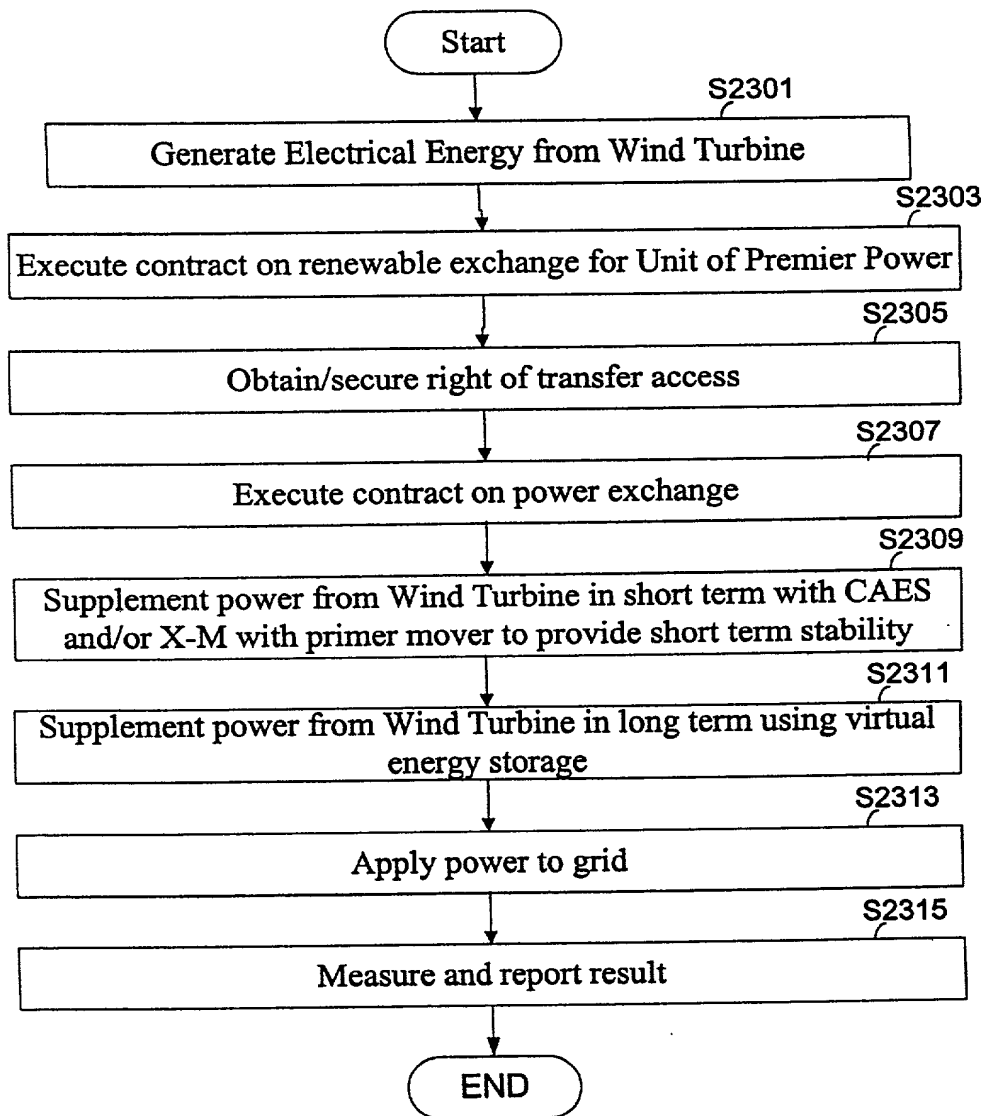 Start
S2301
Generate Electrical Energy from Wind Turbine
S2303
Execute contract on renewable exchange for Unit of Premier Power
S2305
Obtain/secure right of transfer access
S2307
Execute contract on power exchange
S2309
Supplement power from Wind Turbine in short term with CAES
and/or X-M with primer mover to provide short term stability
S2311
Supplement power from Wind Turbine in long term using virtual
energy storage
S2313
Apply power to grid
S2315
Measure and report result
END